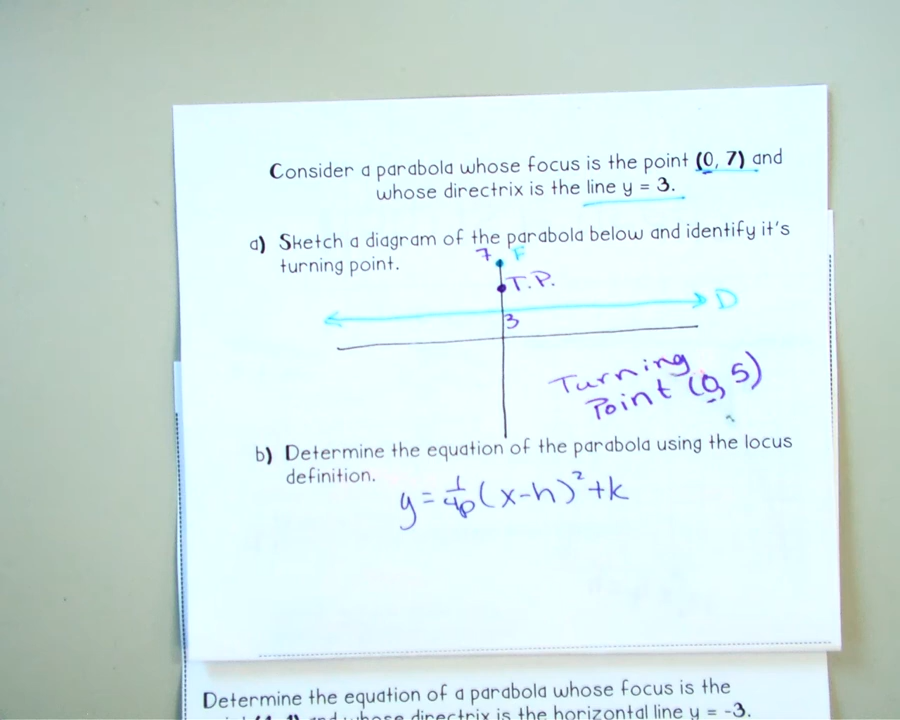 Consider a parabola whose focus is the point (0, 7) and
whose directrix is the line y = 3.
a) Sketch a diagram of the parabola below and identify it's
turning point.
7 F
T.P.
D
3
Turning
Point (0, 5)
b) Determine the equation of the parabola using the locus
definition.
y = 1/4p (x-h)² + k
Determine the equation of a parabola whose focus is the
and whose directrix is the horizontal line y = -3.